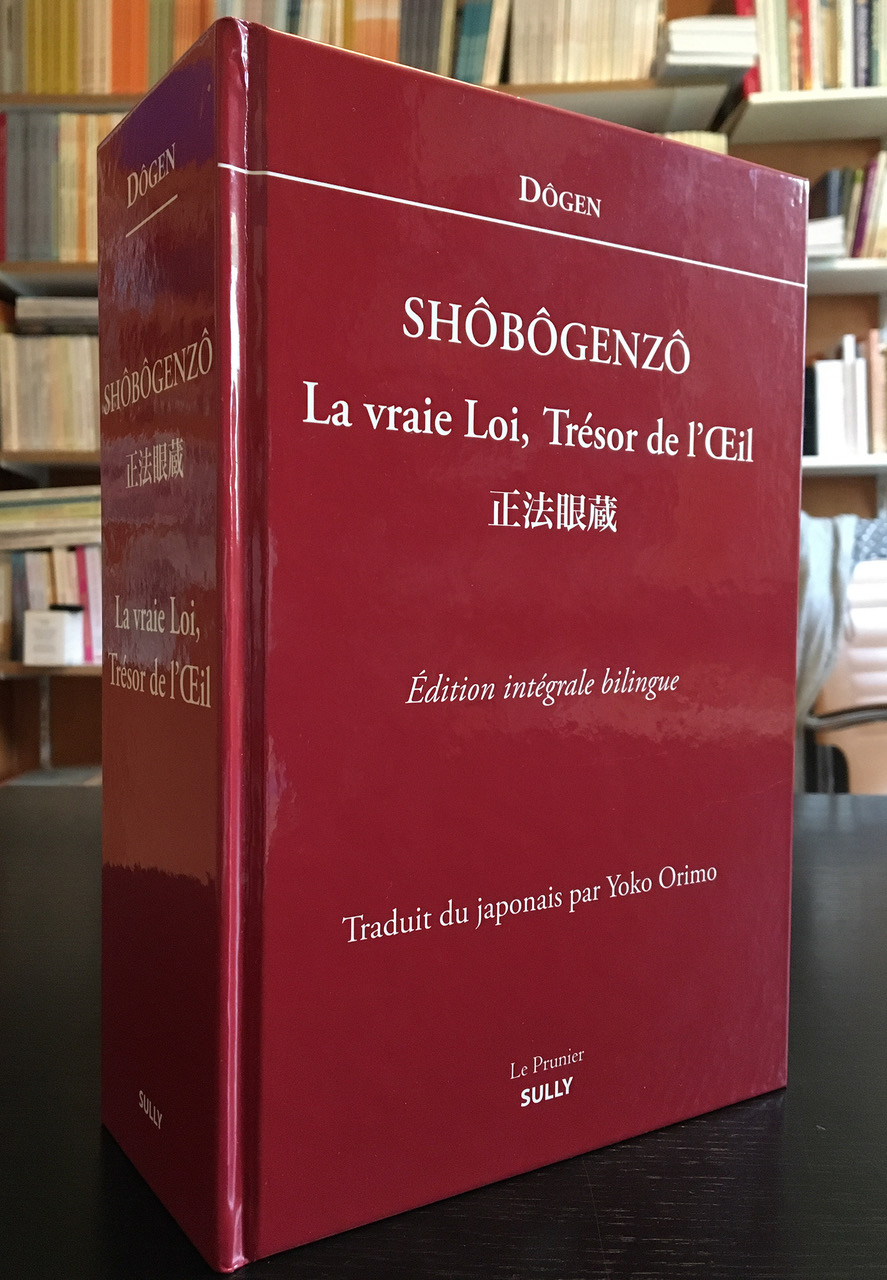 DÔGEN
SHÔBÔGENZÔ
正法眼蔵
La vraie Loi,
Trésor de l'Œil
SULLY
DÔGEN
SHÔBÔGENZÔ
La vraie Loi, Trésor de l'Œil
正法眼蔵
Édition intégrale bilingue
Traduit du japonais par Yoko Orimo
Le Prunier
SULLY